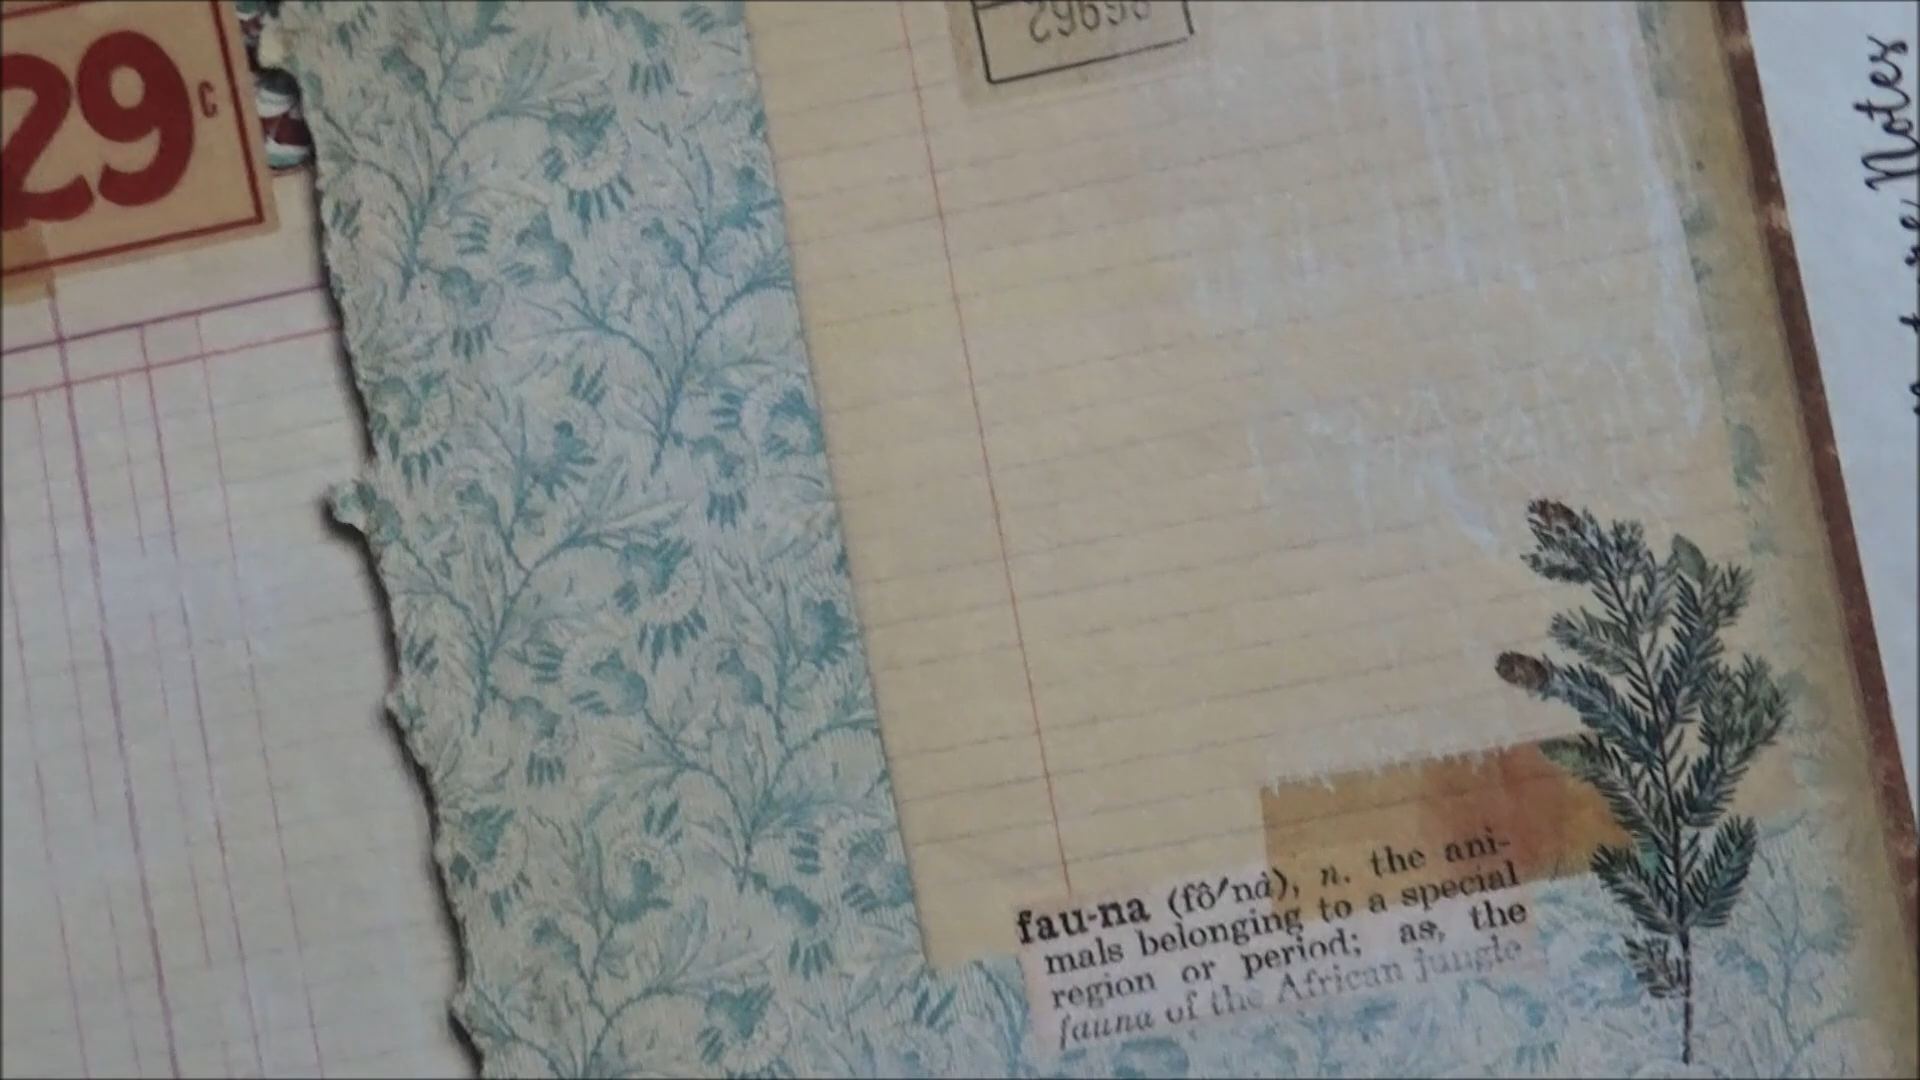 29c
fau-na (fô′nȧ), n. the ani-
mals belonging to a special
region or period; as, the
fauna of the African jungle
Notes